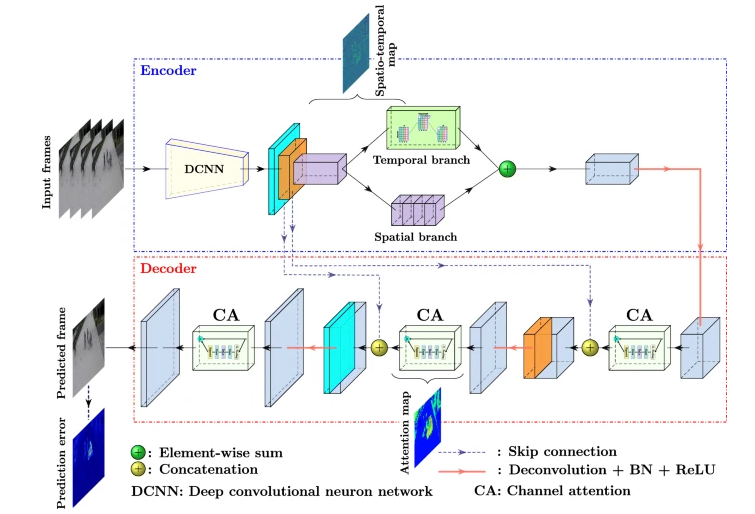 Spatio-temporal
map
Encoder
Input frames
DCNN
Temporal branch
Spatial branch
Decoder
Predicted frame
CA
CA
CA
Attention map
Prediction error
: Element-wise sum
: Concatenation
DCNN: Deep convolutional neuron network
: Skip connection
: Deconvolution + BN + ReLU
CA: Channel attention